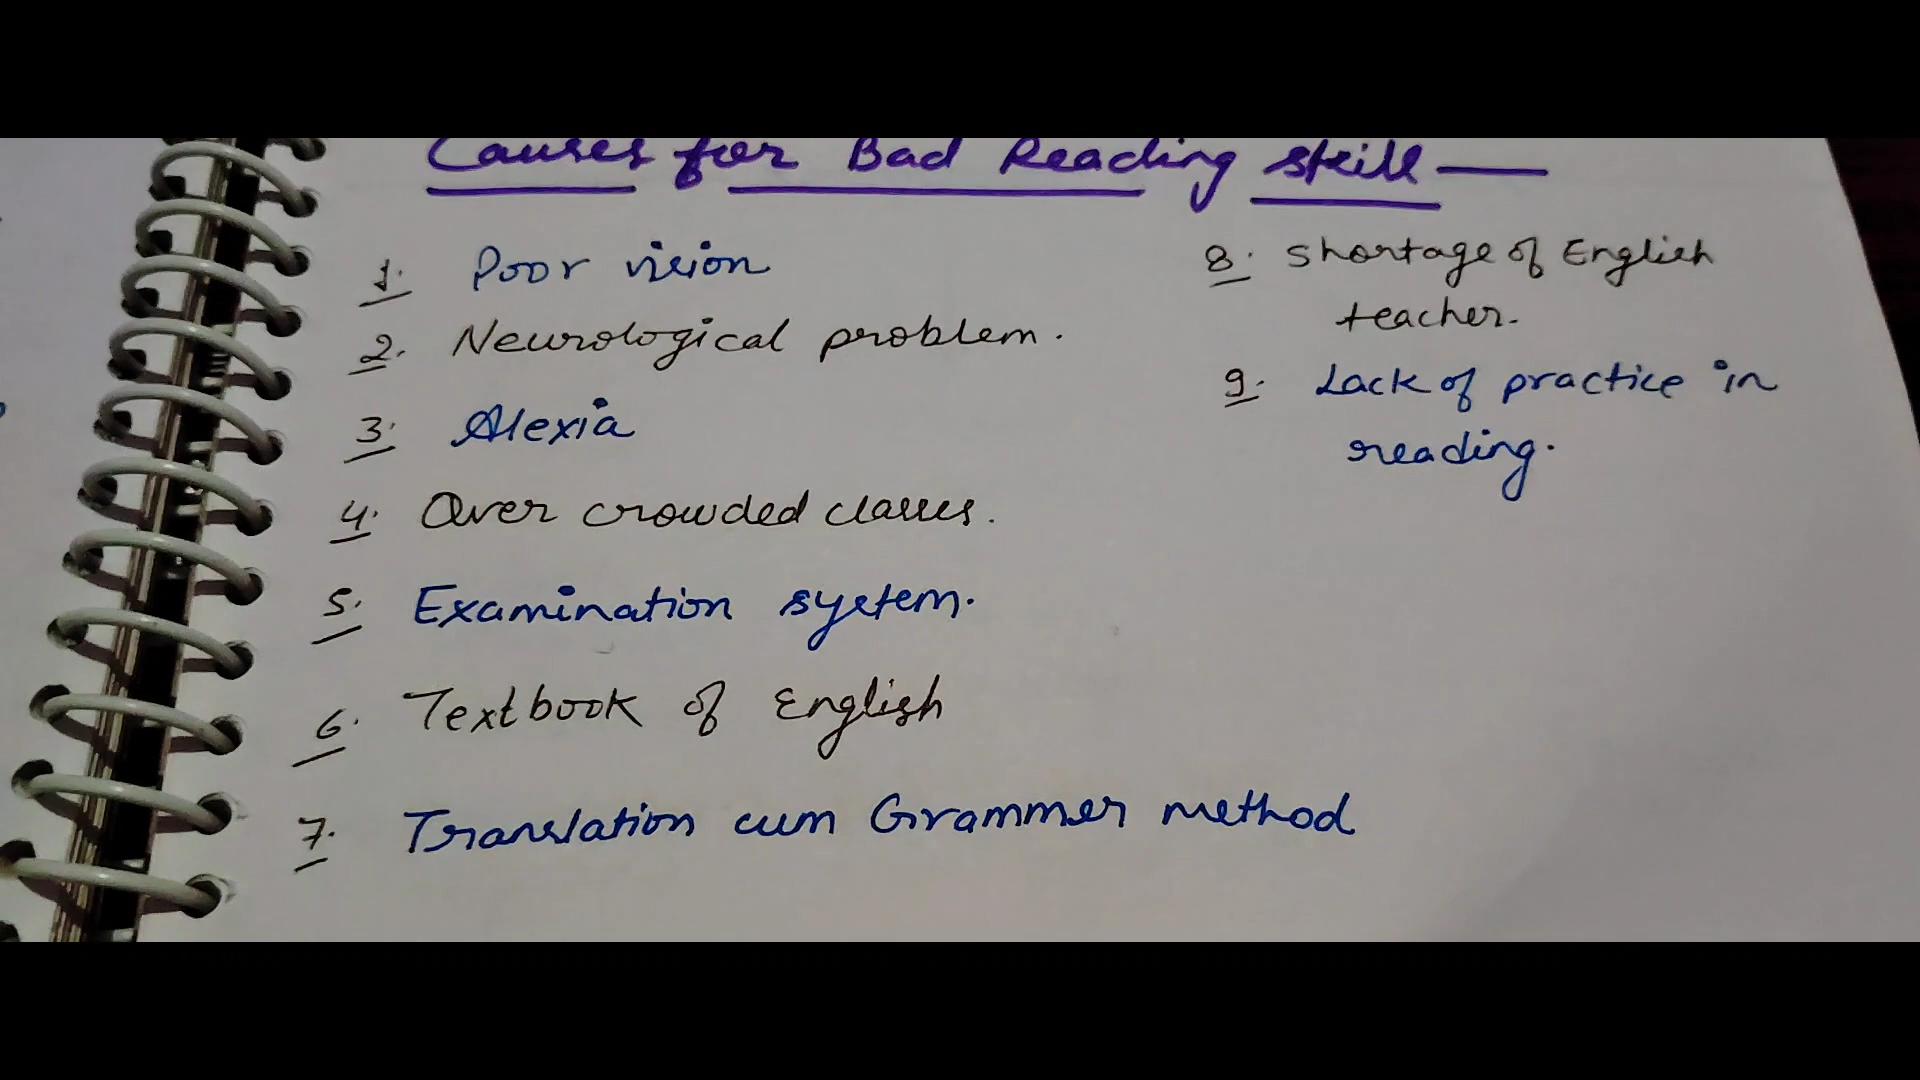 Causes for Bad Reading skill —
1. Poor vision
2. Neurological problem.
3. Alexia
4. Over crowded classes.
5. Examination system.
6. Textbook of English
7. Translation cum Grammer method
8. Shortage of English
teacher.
9. Lack of practice in
reading.